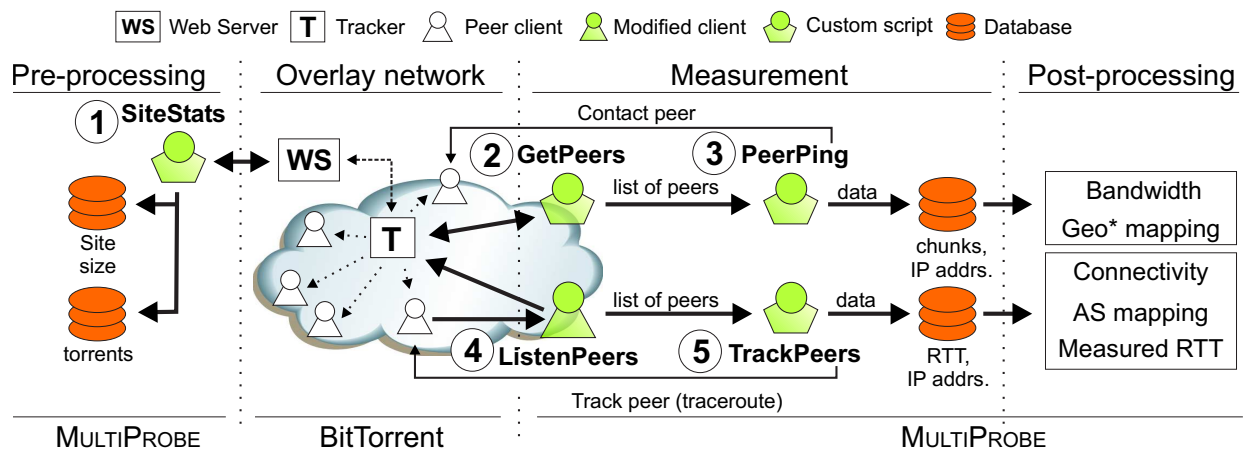 WS Web Server T Tracker Peer client Modified client Custom script Database
Pre-processing Overlay network Measurement Post-processing
1 SiteStats
Contact peer
WS
2 GetPeers
3 PeerPing
list of peers
data
Bandwidth
Geo* mapping
Site
size
T
chunks,
IP addrs.
Connectivity
AS mapping
Measured RTT
list of peers
data
torrents
4 ListenPeers
5 TrackPeers
RTT,
IP addrs.
Track peer (traceroute)
MULTIPROBE BitTorrent MULTIPROBE